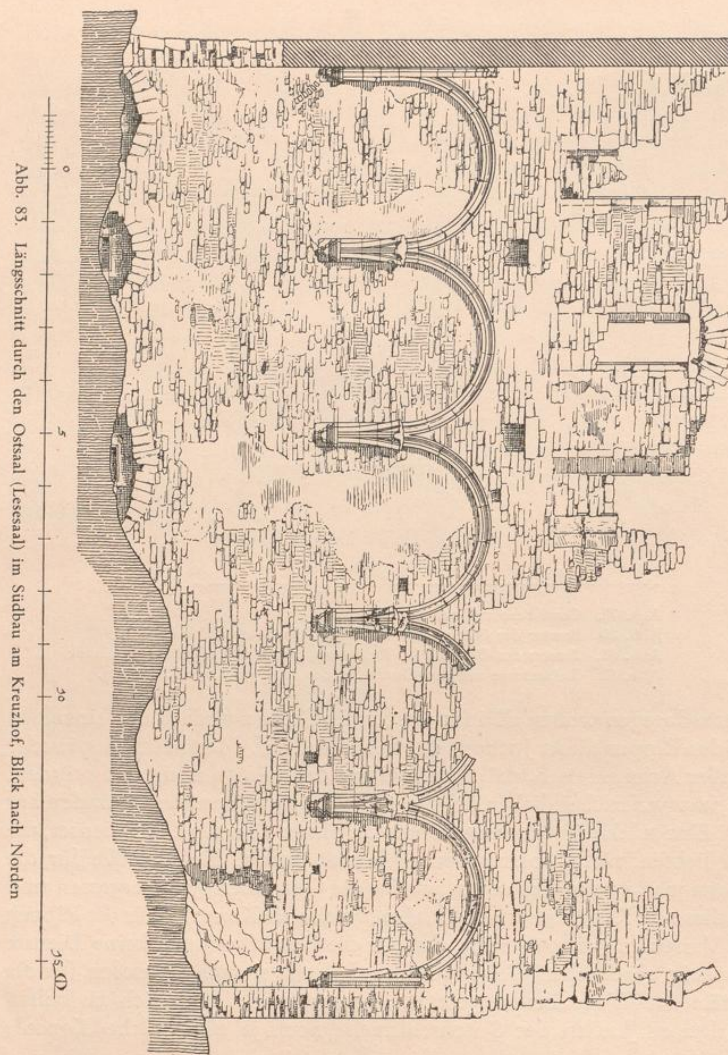 0 5 10 15 M
Abb. 83. Längsschnitt durch den Ostsaal (Lesesaal) im Südbau am Kreuzhof, Blick nach Norden